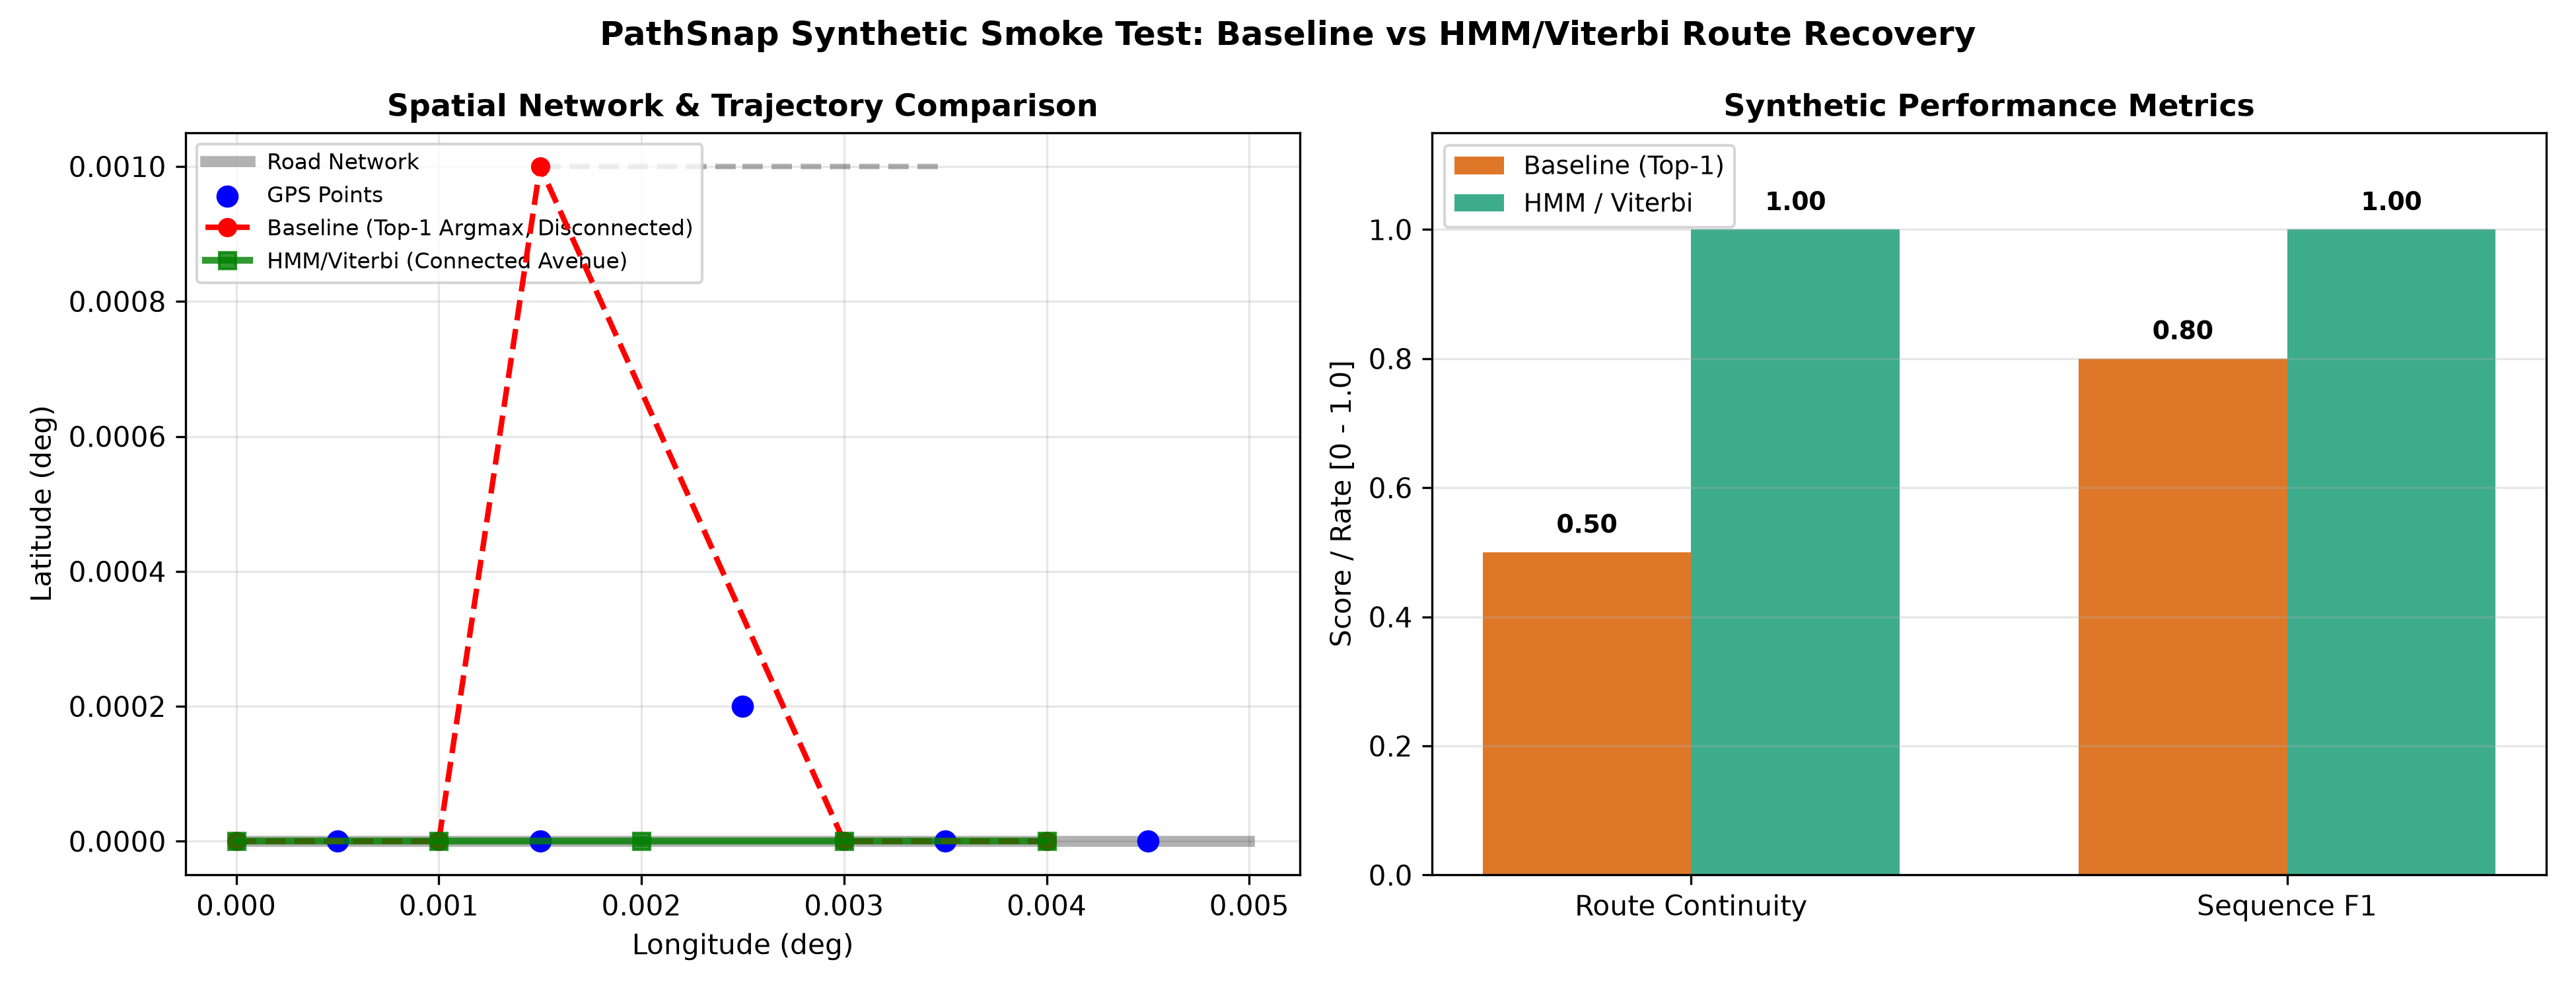 PathSnap Synthetic Smoke Test: Baseline vs HMM/Viterbi Route Recovery
Spatial Network & Trajectory Comparison
Road Network
GPS Points
Baseline (Top-1 Argmax, Disconnected)
HMM/Viterbi (Connected Avenue)
0.0010
0.0008
0.0006
0.0004
0.0002
0.0000
Latitude (deg)
0.000 0.001 0.002 0.003 0.004 0.005
Longitude (deg)
Synthetic Performance Metrics
Baseline (Top-1)
HMM / Viterbi
1.00 1.00
0.80
0.50
1.0
0.8
0.6
0.4
0.2
0.0
Score / Rate [0 - 1.0]
Route Continuity Sequence F1